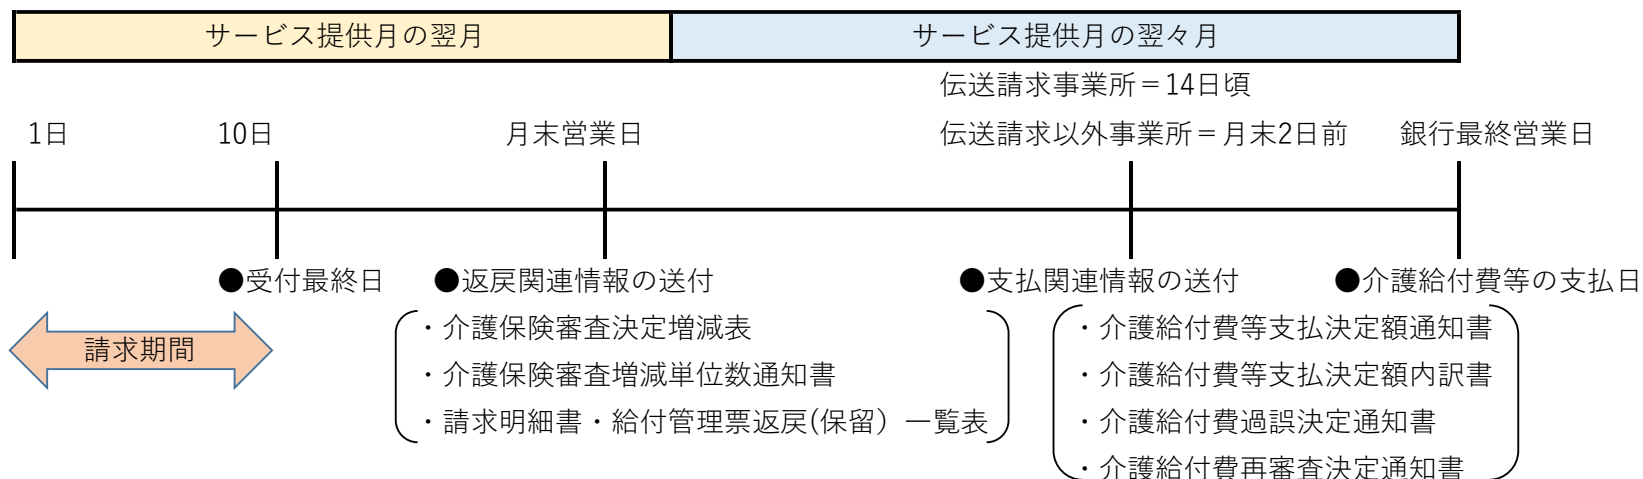 サービス提供月の翌月
サービス提供月の翌々月
伝送請求事業所＝14日頃
1日
10日
月末営業日
伝送請求以外事業所＝月末2日前
銀行最終営業日
●受付最終日
●返戻関連情報の送付
●支払関連情報の送付
●介護給付費等の支払日
請求期間
・介護保険審査決定増減表
・介護保険審査増減単位数通知書
・請求明細書・給付管理票返戻(保留）一覧表
・介護給付費等支払決定額通知書
・介護給付費等支払決定額内訳書
・介護給付費過誤決定通知書
・介護給付費再審査決定通知書